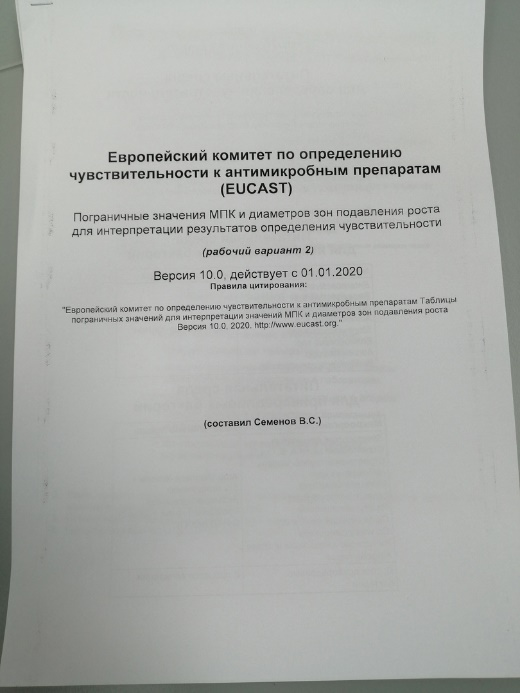 Европейский комитет по определению
чувствительности к антимикробным препаратам
(EUCAST)
Пограничные значения МПК и диаметров зон подавления роста
для интерпретации результатов определения чувствительности
(рабочий вариант 2)
Версия 10.0, действует с 01.01.2020
Правила цитирования:
"Европейский комитет по определению чувствительности к антимикробным препаратам Таблицы
пограничных значений для интерпретации значений МПК и диаметров зон подавления роста
Версия 10.0, 2020. http://www.eucast.org."
(составил Семенов В.С.)